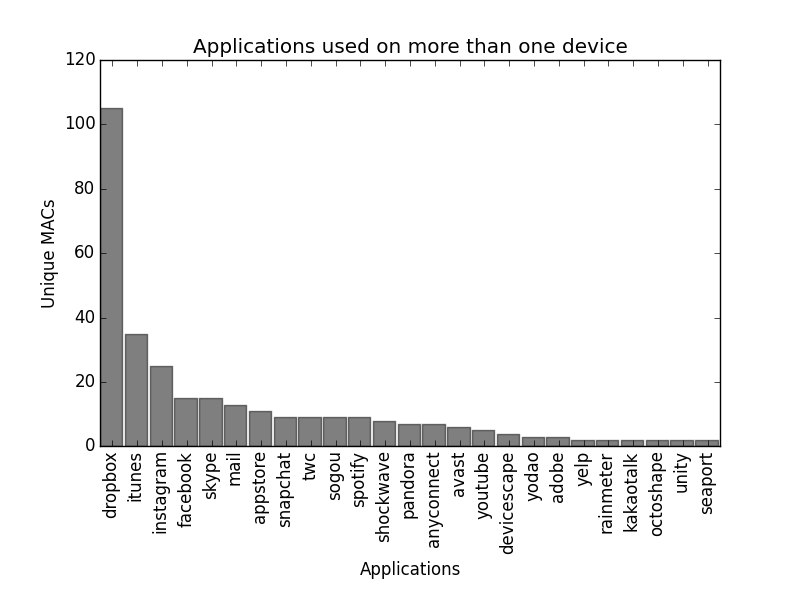 Applications used on more than one device
120
100
80
60
40
20
0
Unique MACs
dropbox
itunes
instagram
facebook
skype
mail
appstore
snapchat
twc
sogou
spotify
shockwave
pandora
anyconnect
avast
youtube
devicescape
yodao
adobe
yelp
rainmeter
kakaotalk
octoshape
unity
seaport
Applications